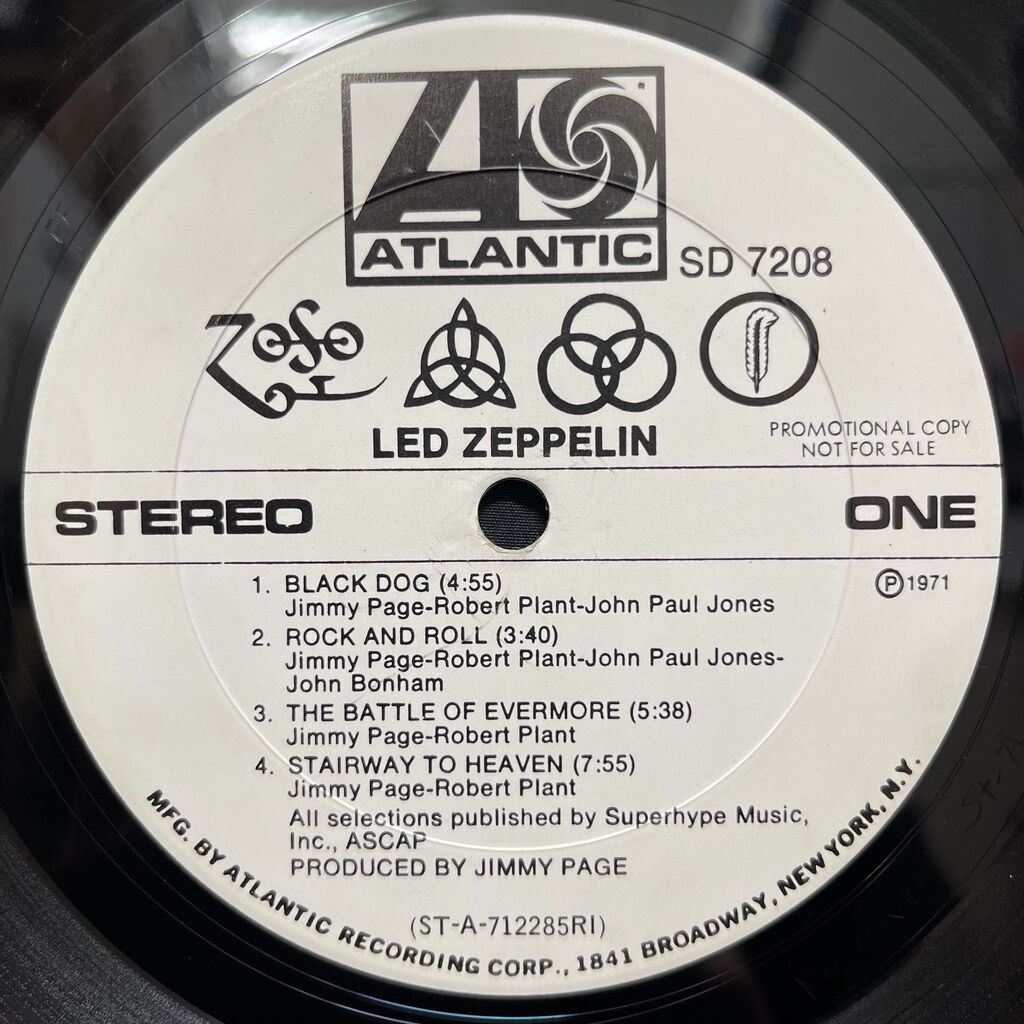 ATLANTIC
SD 7208
LED ZEPPELIN
PROMOTIONAL COPY
NOT FOR SALE
STEREO
ONE
℗1971
1. BLACK DOG (4:55)
Jimmy Page-Robert Plant-John Paul Jones
2. ROCK AND ROLL (3:40)
Jimmy Page-Robert Plant-John Paul Jones-
John Bonham
3. THE BATTLE OF EVERMORE (5:38)
Jimmy Page-Robert Plant
4. STAIRWAY TO HEAVEN (7:55)
Jimmy Page-Robert Plant
All selections published by Superhype Music,
Inc., ASCAP
PRODUCED BY JIMMY PAGE
(ST-A-712285RI)
MFG. BY ATLANTIC RECORDING CORP., 1841 BROADWAY, NEW YORK, N.Y.